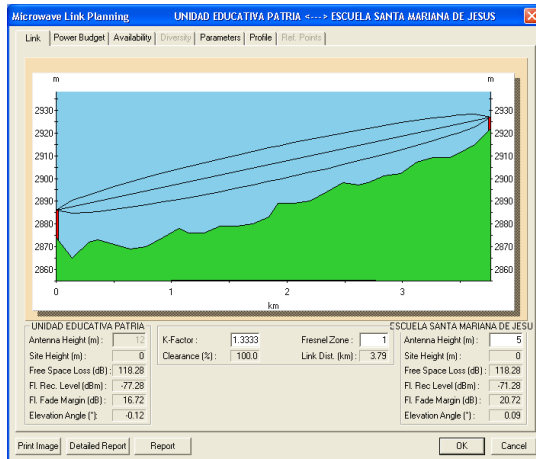 Microwave Link Planning UNIDAD EDUCATIVA PATRIA <---> ESCUELA SANTA MARIANA DE JESUS
Link Power Budget Availability Diversity Parameters Profile Ref. Points
m m
2930 2930
2920 2920
2910 2910
2900 2900
2890 2890
2880 2880
2870 2870
2860 2860
0 1 2 3
km
UNIDAD EDUCATIVA PATRIA
Antenna Height (m) : 12
Site Height (m) : 0
Free Space Loss (dB) : 118.28
Fl. Rec. Level (dBm) : -77.28
Fl. Fade Margin (dB) : 16.72
Elevation Angle (°): -0.12
K-Factor : 1.3333 Fresnel Zone : 1
Clearance (%) : 100.0 Link Dist. (km) : 3.79
ESCUELA SANTA MARIANA DE JESU
Antenna Height (m) : 5
Site Height (m) : 0
Free Space Loss (dB) : 118.28
Fl. Rec. Level (dBm) : -71.28
Fl. Fade Margin (dB) : 20.72
Elevation Angle (°) : 0.09
Print Image Detailed Report Report OK Cancel